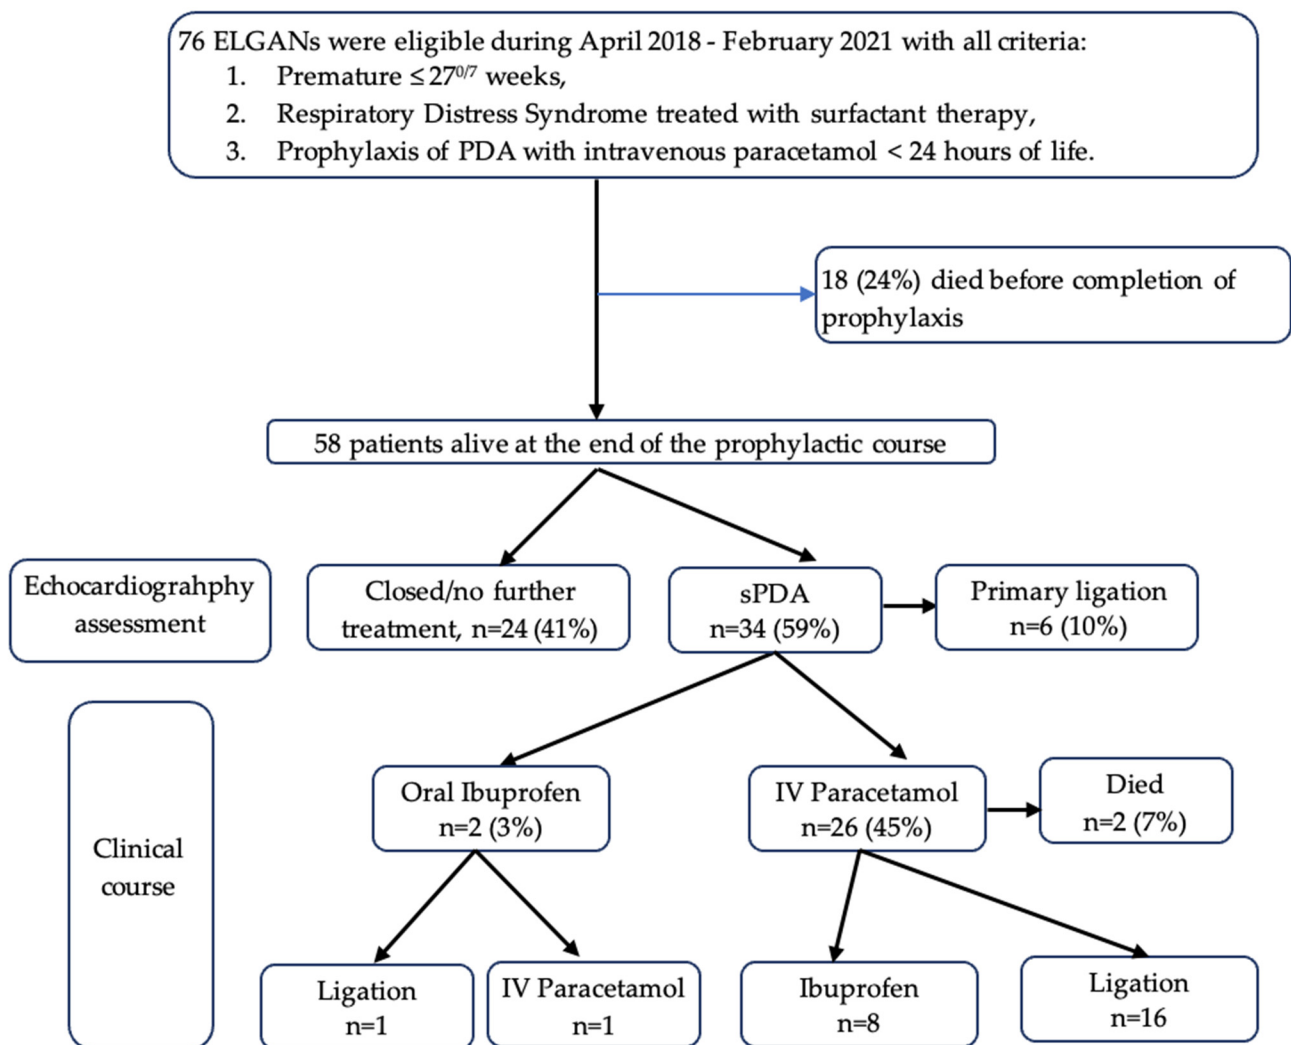 76 ELGANs were eligible during April 2018 - February 2021 with all criteria:
1. Premature ≤ 27⁰/⁷ weeks,
2. Respiratory Distress Syndrome treated with surfactant therapy,
3. Prophylaxis of PDA with intravenous paracetamol < 24 hours of life.
18 (24%) died before completion of
prophylaxis
58 patients alive at the end of the prophylactic course
Echocardiograhphy
assessment
Closed/no further
treatment, n=24 (41%)
sPDA
n=34 (59%)
Primary ligation
n=6 (10%)
Clinical
course
Oral Ibuprofen
n=2 (3%)
IV Paracetamol
n=26 (45%)
Died
n=2 (7%)
Ligation
n=1
IV Paracetamol
n=1
Ibuprofen
n=8
Ligation
n=16